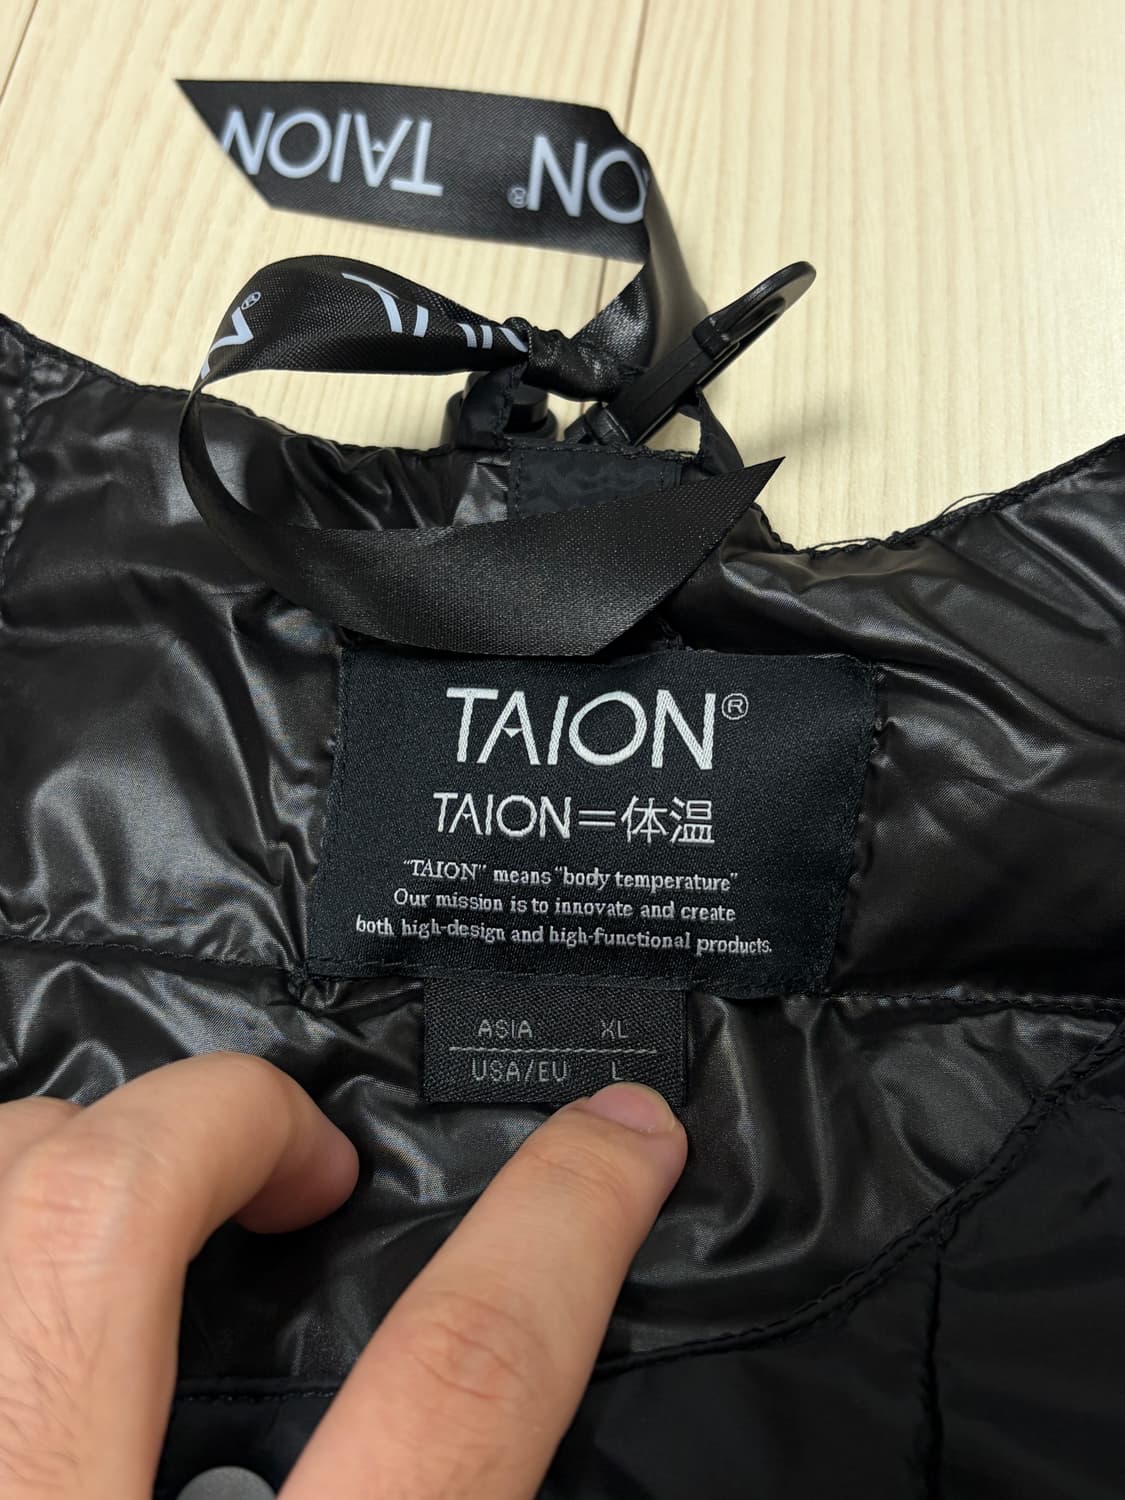 TAION
ON®
TAION®
TAION=体温
"TAION" means "body temperature"
Our mission is to innovate and create
both high-design and high-functional products.
ASIA XL
USA/EU L